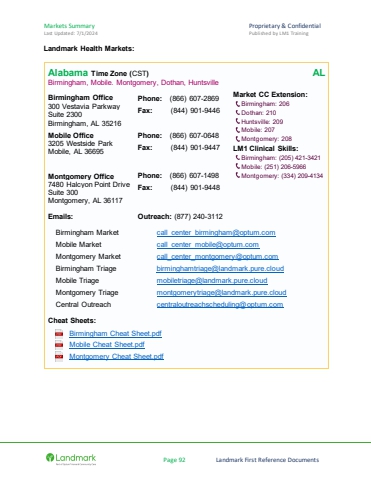 Markets Summary
Proprietary & Confidential
Last Updated: 7/1/2024
Published by LM1 Training
Landmark Health Markets:
Alabama Time Zone (CST) AL
Birmingham, Mobile. Montgomery, Dothan, Huntsville
Birmingham Office
300 Vestavia Parkway
Suite 2300
Birmingham, AL 35216
Phone: (866) 607-2869
Fax: (844) 901-9446
Mobile Office
3205 Westside Park
Mobile, AL 36695
Phone: (866) 607-0648
Fax: (844) 901-9447
Montgomery Office
7480 Halcyon Point Drive
Suite 300
Montgomery, AL 36117
Phone: (866) 607-1498
Fax: (844) 901-9448
Market CC Extension:
Birmingham: 206
Dothan: 210
Huntsville: 209
Mobile: 207
Montgomery: 208
LM1 Clinical Skills:
Birmingham: (205) 421-3421
Mobile: (251) 206-5966
Montgomery: (334) 209-4134
Emails: Outreach: (877) 240-3112
Birmingham Market call_center_birmingham@optum.com
Mobile Market call_center_mobile@optum.com
Montgomery Market call_center_montgomery@optum.com
Birmingham Triage birminghamtriage@landmark.pure.cloud
Mobile Triage mobiletriage@landmark.pure.cloud
Montgomery Triage montgomerytriage@landmark.pure.cloud
Central Outreach centraloutreachscheduling@optum.com
Cheat Sheets:
Birmingham Cheat Sheet.pdf
Mobile Cheat Sheet.pdf
Montgomery Cheat Sheet.pdf
Landmark
Page 92
Landmark First Reference Documents